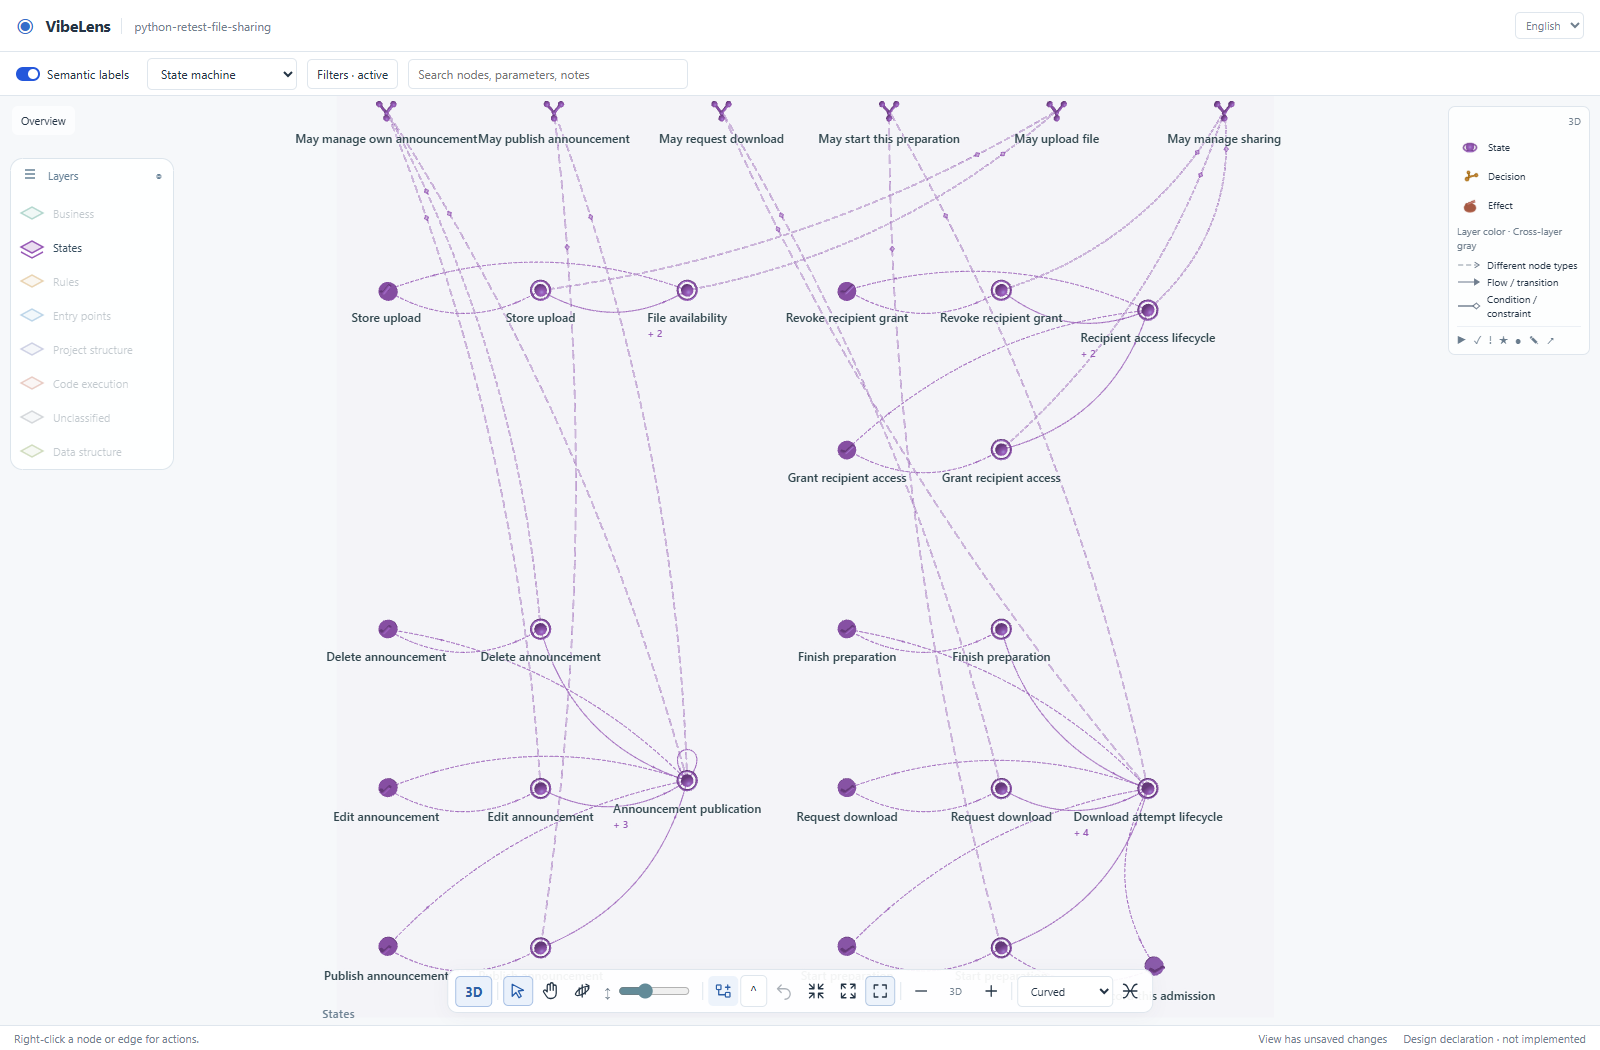 VibeLens
python-retest-file-sharing
English
Semantic labels
State machine
Filters · active
Search nodes, parameters, notes
Overview
Layers
Business
States
Rules
Entry points
Project structure
Code execution
Unclassified
Data structure
3D
State
Decision
Effect
Layer color · Cross-layer
gray
Different node types
Flow / transition
Condition /
constraint
May manage own announcement
May publish announcement
May request download
May start this preparation
May upload file
May manage sharing
Store upload
Store upload
File availability
+ 2
Revoke recipient grant
Revoke recipient grant
Recipient access lifecycle
+ 2
Grant recipient access
Grant recipient access
Delete announcement
Delete announcement
Finish preparation
Finish preparation
Edit announcement
Edit announcement
Announcement publication
+ 3
Request download
Request download
Download attempt lifecycle
+ 4
Publish announcement
Start preparation
Start preparation
admission
States
3D
3D
Curved
Right-click a node or edge for actions.
View has unsaved changes
Design declaration · not implemented